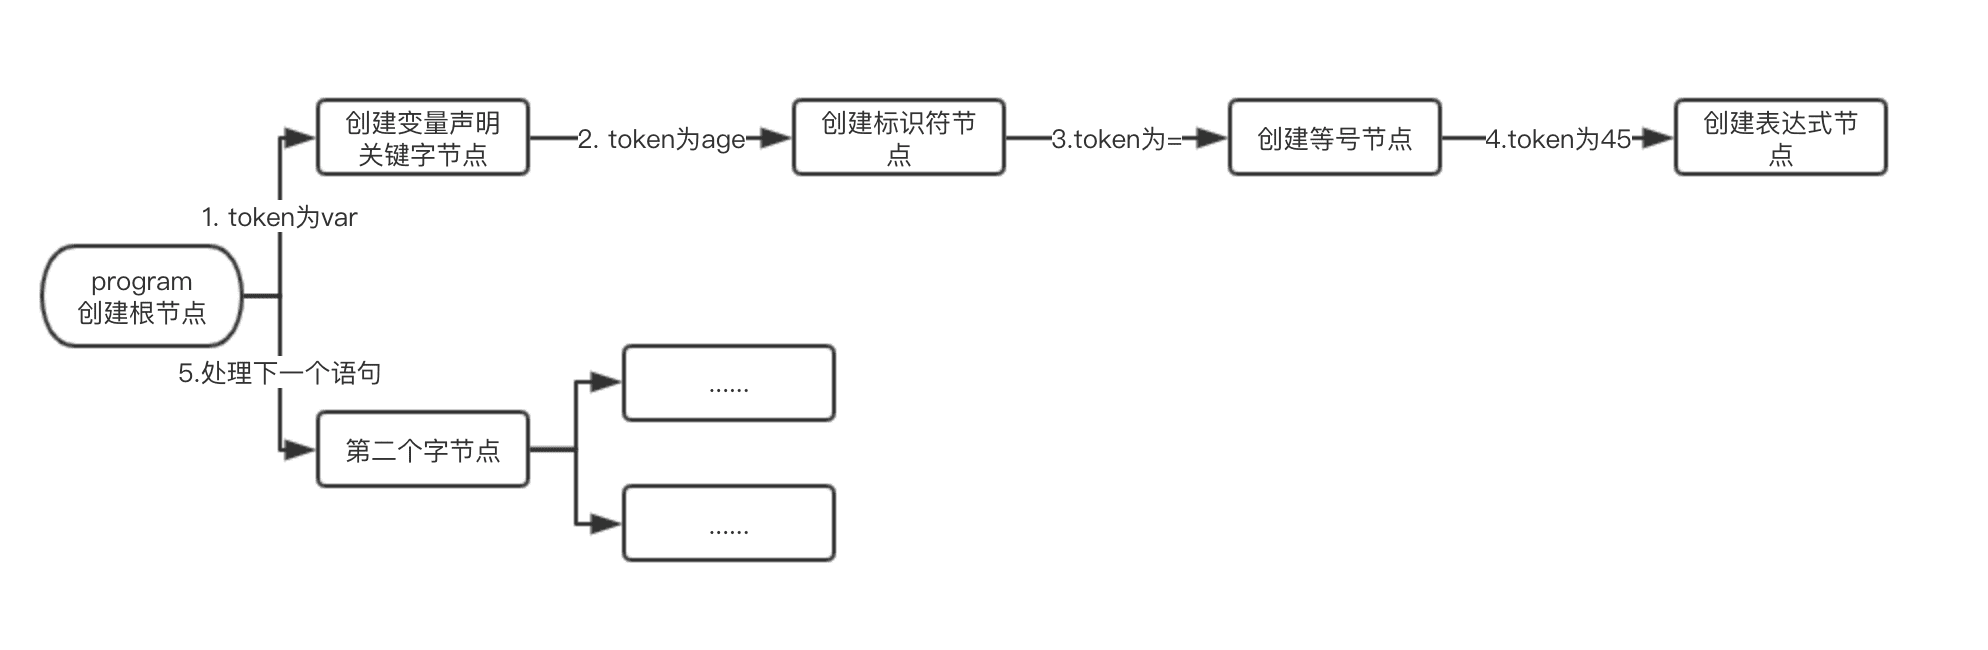 创建变量声明
关键字节点
2. token为age
创建标识符节
点
3.token为=
创建等号节点
4.token为45
创建表达式节
点
1. token为var
program
创建根节点
5.处理下一个语句
第二个字节点
......
......